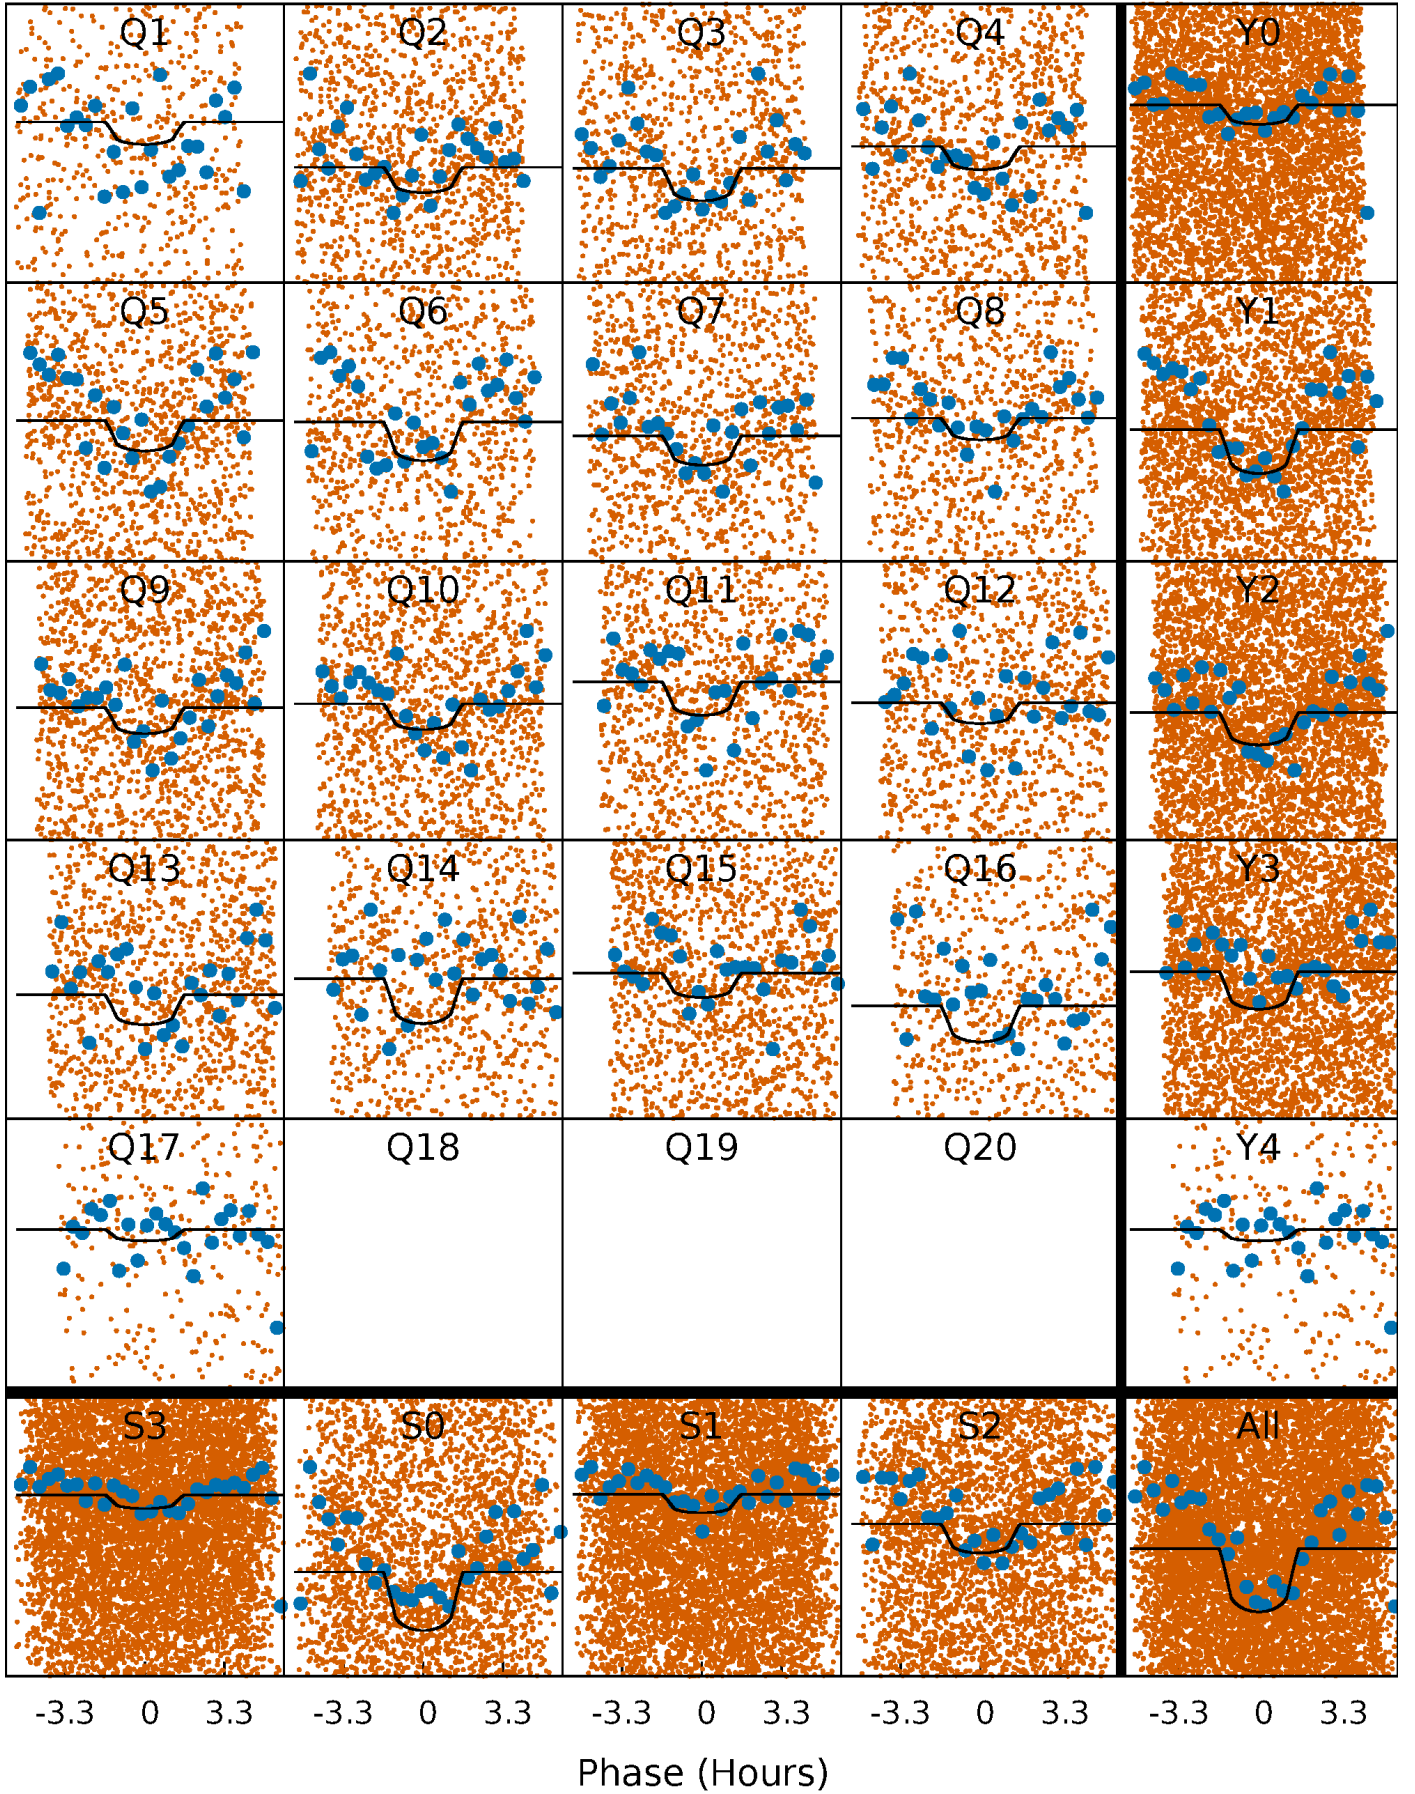 Q1 Q2 Q3 Q4 Y0
Q5 Q6 Q7 Q8 Y1
Q9 Q10 Q11 Q12 Y2
Q13 Q14 Q15 Q16 Y3
Q17 Q18 Q19 Q20 Y4
S3 S0 S1 S2 All
-3.3 0 3.3 -3.3 0 3.3 -3.3 0 3.3 -3.3 0 3.3 -3.3 0 3.3
Phase (Hours)